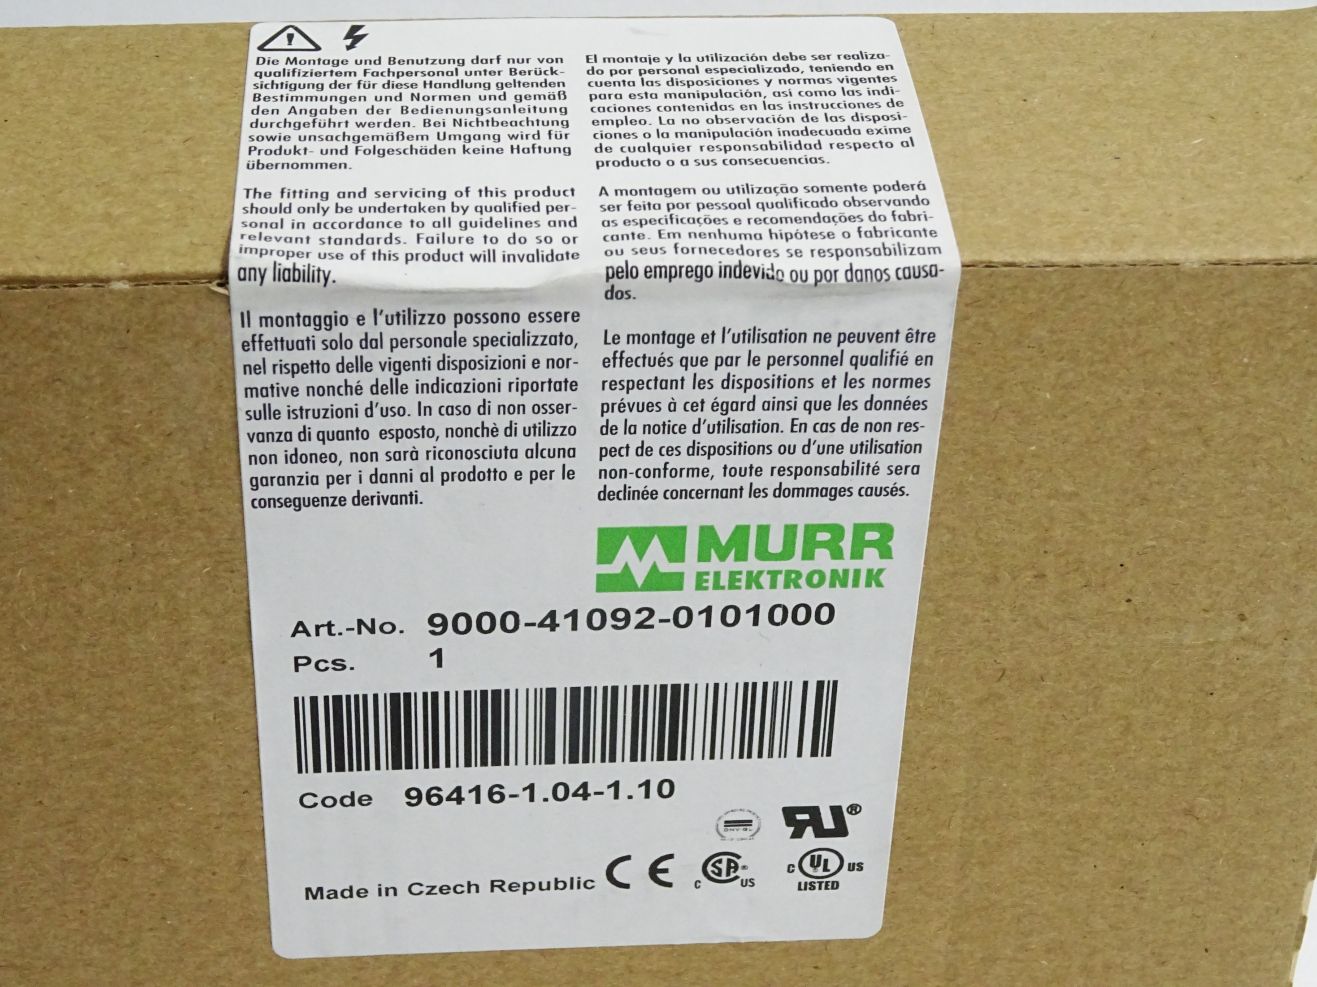 Die Montage und Benutzung darf nur von
qualifiziertem Fachpersonal unter Berück-
sichtigung der für diese Handlung geltenden
Bestimmungen und Normen und gemäß
den Angaben der Bedienungsanleitung
durchgeführt werden. Bei Nichtbeachtung
sowie unsachgemäßem Umgang wird für
Produkt- und Folgeschäden keine Haftung
übernommen.
The fitting and servicing of this product
should only be undertaken by qualified per-
sonal in accordance to all guidelines and
relevant standards. Failure to do so or
improper use of this product will invalidate
any liability.
Il montaggio e l'utilizzo possono essere
effettuati solo dal personale specializzato,
nel rispetto delle vigenti disposizioni e nor-
mative nonché delle indicazioni riportate
sulle istruzioni d'uso. In caso di non osser-
vanza di quanto esposto, nonchè di utilizzo
non idoneo, non sarà riconosciuta alcuna
garanzia per i danni al prodotto e per le
conseguenze derivanti.
El montaje y la utilización debe ser realiza-
do por personal especializado, teniendo en
cuenta las disposiciones y normas vigentes
para esta manipulación, así como las indi-
caciones contenidas en las instrucciones de
empleo. La no observación de las disposi-
ciones o la manipulación inadecuada exime
de cualquier responsabilidad respecto al
producto o a sus consecuencias.
A montagem ou utilização somente poderá
ser feita por pessoal qualificado observando
as especificações e recomendações do fabri-
cante. Em nenhuma hipótese o fabricante
ou seus fornecedores se responsabilizam
pelo emprego indevido ou por danos causa-
dos.
Le montage et l'utilisation ne peuvent être
effectués que par le personnel qualifié en
respectant les dispositions et les normes
prévues à cet égard ainsi que les données
de la notice d'utilisation. En cas de non res-
pect de ces dispositions ou d'une utilisation
non-conforme, toute responsabilité sera
declinée concernant les dommages causés.
MURR
ELEKTRONIK
Art.-No. 9000-41092-0101000
Pcs. 1
Code 96416-1.04-1.10
DNV·GL
RU®
Made in Czech Republic CE c SA® US c UL US
LISTED